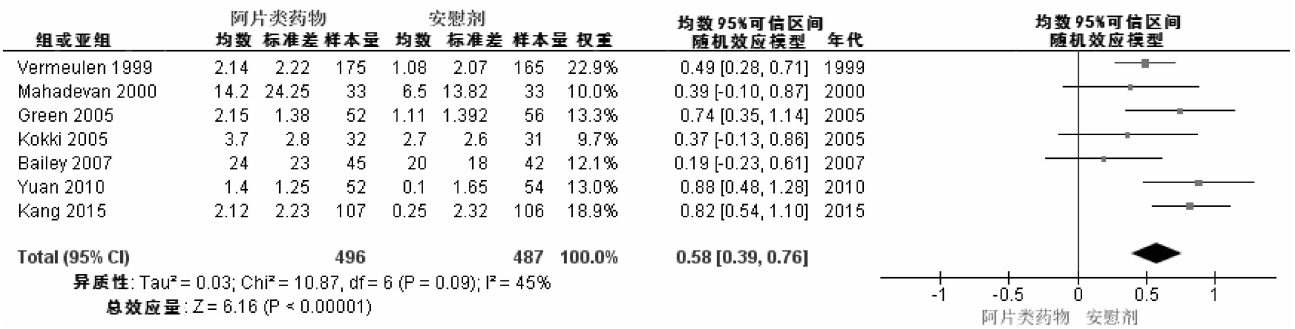 阿片类药物 安慰剂 均数 95%可信区间 均数 95%可信区间
组或亚组 均数 标准差 样本量 均数 标准差 样本量 权重 随机效应模型 年代 随机效应模型
Vermeulen 1999 2.14 2.22 175 1.08 2.07 165 22.9% 0.49 [0.28, 0.71] 1999
Mahadevan 2000 14.2 24.25 33 6.5 13.82 33 10.0% 0.39 [-0.10, 0.87] 2000
Green 2005 2.15 1.38 52 1.11 1.392 56 13.3% 0.74 [0.35, 1.14] 2005
Kokki 2005 3.7 2.8 32 2.7 2.6 31 9.7% 0.37 [-0.13, 0.86] 2005
Bailey 2007 24 23 45 20 18 42 12.1% 0.19 [-0.23, 0.61] 2007
Yuan 2010 1.4 1.25 52 0.1 1.65 54 13.0% 0.88 [0.48, 1.28] 2010
Kang 2015 2.12 2.23 107 0.25 2.32 106 18.9% 0.82 [0.54, 1.10] 2015
Total (95% CI) 496 487 100.0% 0.58 [0.39, 0.76]
异质性: Tau² = 0.03; Chi² = 10.87, df = 6 (P = 0.09); I² = 45%
总效应量: Z = 6.16 (P < 0.00001)
-1 -0.5 0 0.5 1
阿片类药物 安慰剂